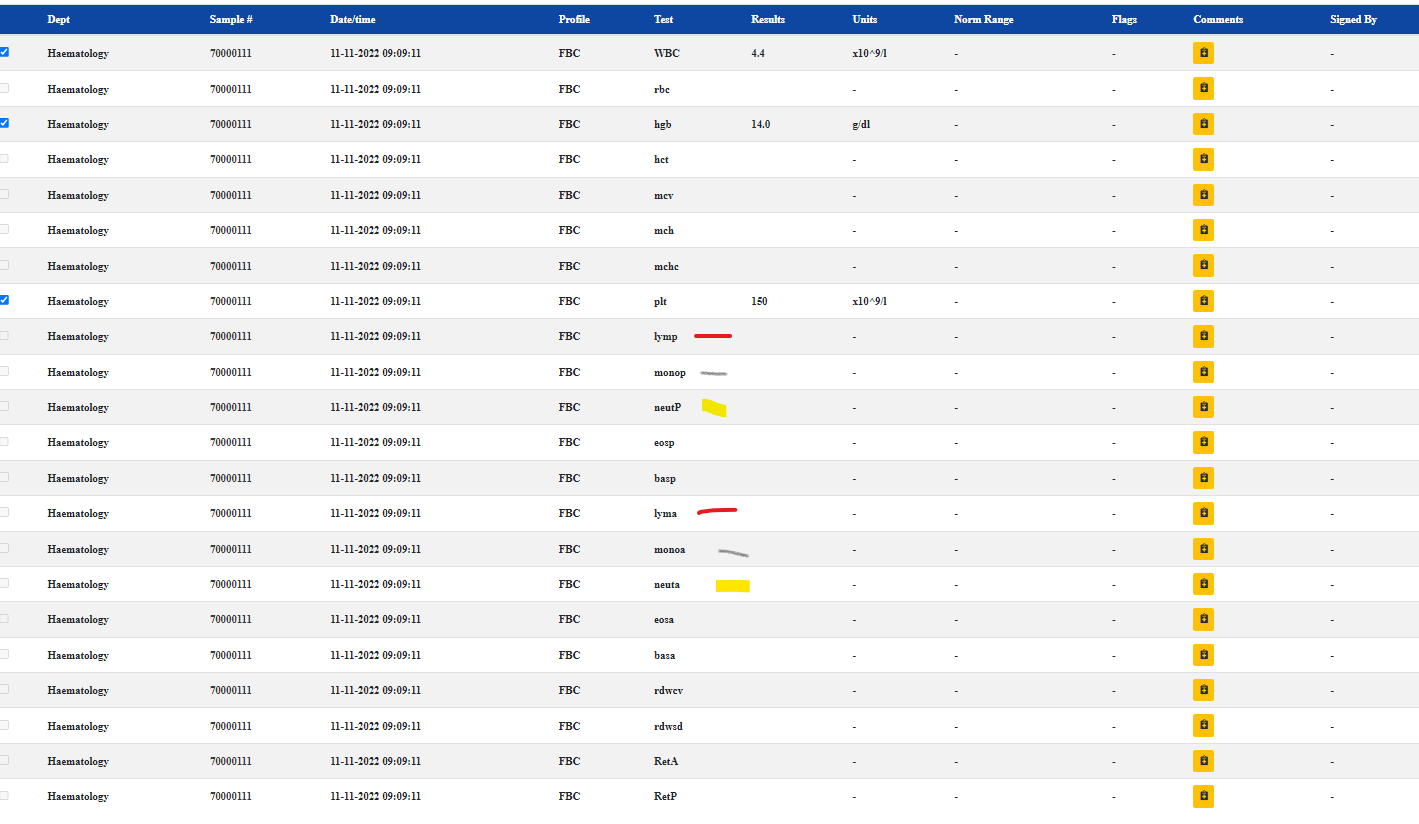 Dept Sample # Date/time Profile Test Results Units Norm Range Flags Comments Signed By
Haematology 70000111 11-11-2022 09:09:11 FBC WBC 4.4 x10^9/l - - -
Haematology 70000111 11-11-2022 09:09:11 FBC rbc - - - -
Haematology 70000111 11-11-2022 09:09:11 FBC hgb 14.0 g/dl - - -
Haematology 70000111 11-11-2022 09:09:11 FBC hct - - - -
Haematology 70000111 11-11-2022 09:09:11 FBC mcv - - - -
Haematology 70000111 11-11-2022 09:09:11 FBC mch - - - -
Haematology 70000111 11-11-2022 09:09:11 FBC mchc - - - -
Haematology 70000111 11-11-2022 09:09:11 FBC plt 150 x10^9/l - - -
Haematology 70000111 11-11-2022 09:09:11 FBC lymp - - - -
Haematology 70000111 11-11-2022 09:09:11 FBC monop - - - -
Haematology 70000111 11-11-2022 09:09:11 FBC neutP - - - -
Haematology 70000111 11-11-2022 09:09:11 FBC eosp - - - -
Haematology 70000111 11-11-2022 09:09:11 FBC basp - - - -
Haematology 70000111 11-11-2022 09:09:11 FBC lyma - - - -
Haematology 70000111 11-11-2022 09:09:11 FBC monoa - - - -
Haematology 70000111 11-11-2022 09:09:11 FBC neuta - - - -
Haematology 70000111 11-11-2022 09:09:11 FBC eosa - - - -
Haematology 70000111 11-11-2022 09:09:11 FBC basa - - - -
Haematology 70000111 11-11-2022 09:09:11 FBC rdwcv - - - -
Haematology 70000111 11-11-2022 09:09:11 FBC rdwsd - - - -
Haematology 70000111 11-11-2022 09:09:11 FBC RetA - - - -
Haematology 70000111 11-11-2022 09:09:11 FBC RetP - - - -